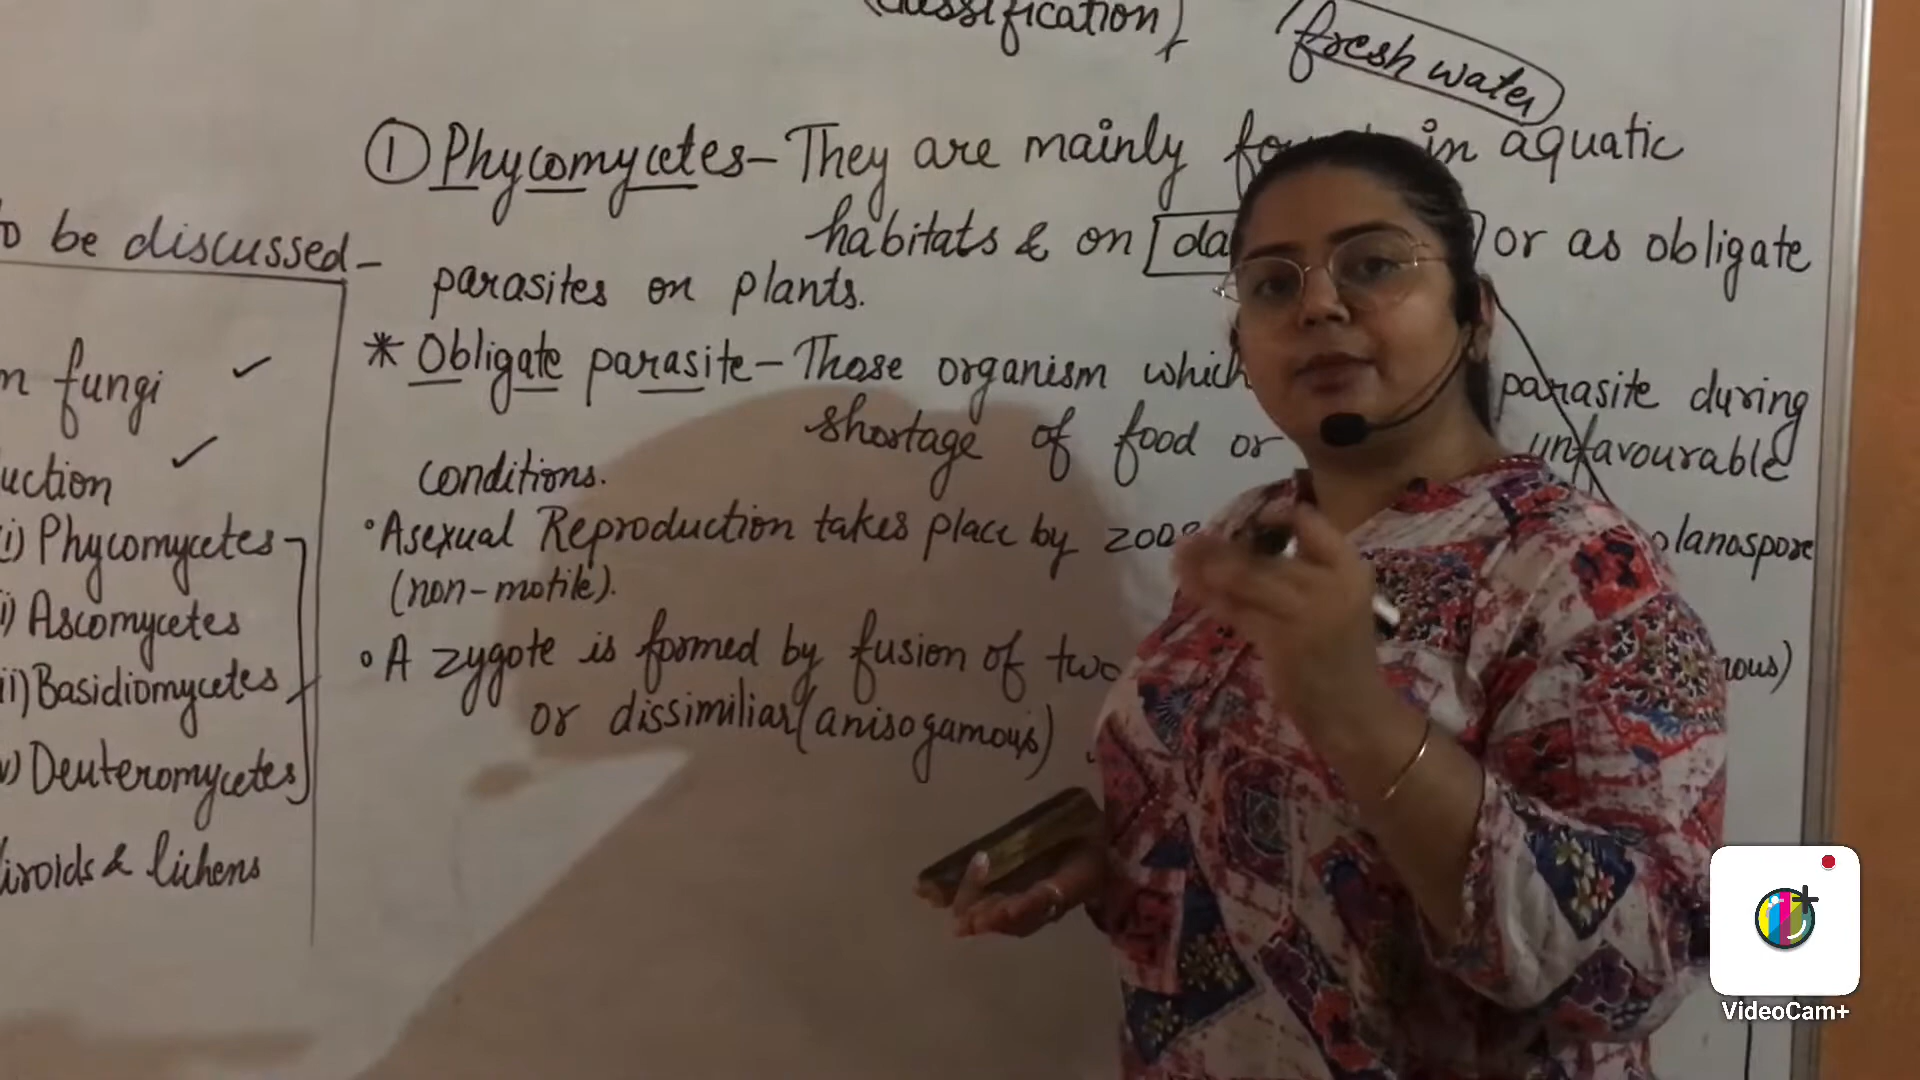 (classification)
fresh water
① Phycomycetes – They are mainly in aquatic
habitats & on or as obligate
parasites on plants.
* Obligate parasite – Those organism which parasite during
shortage of food or unfavourable
conditions.
• Asexual Reproduction takes place by planospore
(non-motile).
• A zygote is formed by fusion of two
or dissimiliar (anisogamous)
to be discussed –
fungi ✓
uction ✓
i) Phycomycetes
i) Ascomycetes
ii) Basidiomycetes
v) Deuteromycetes
iroids & lichens
VideoCam+